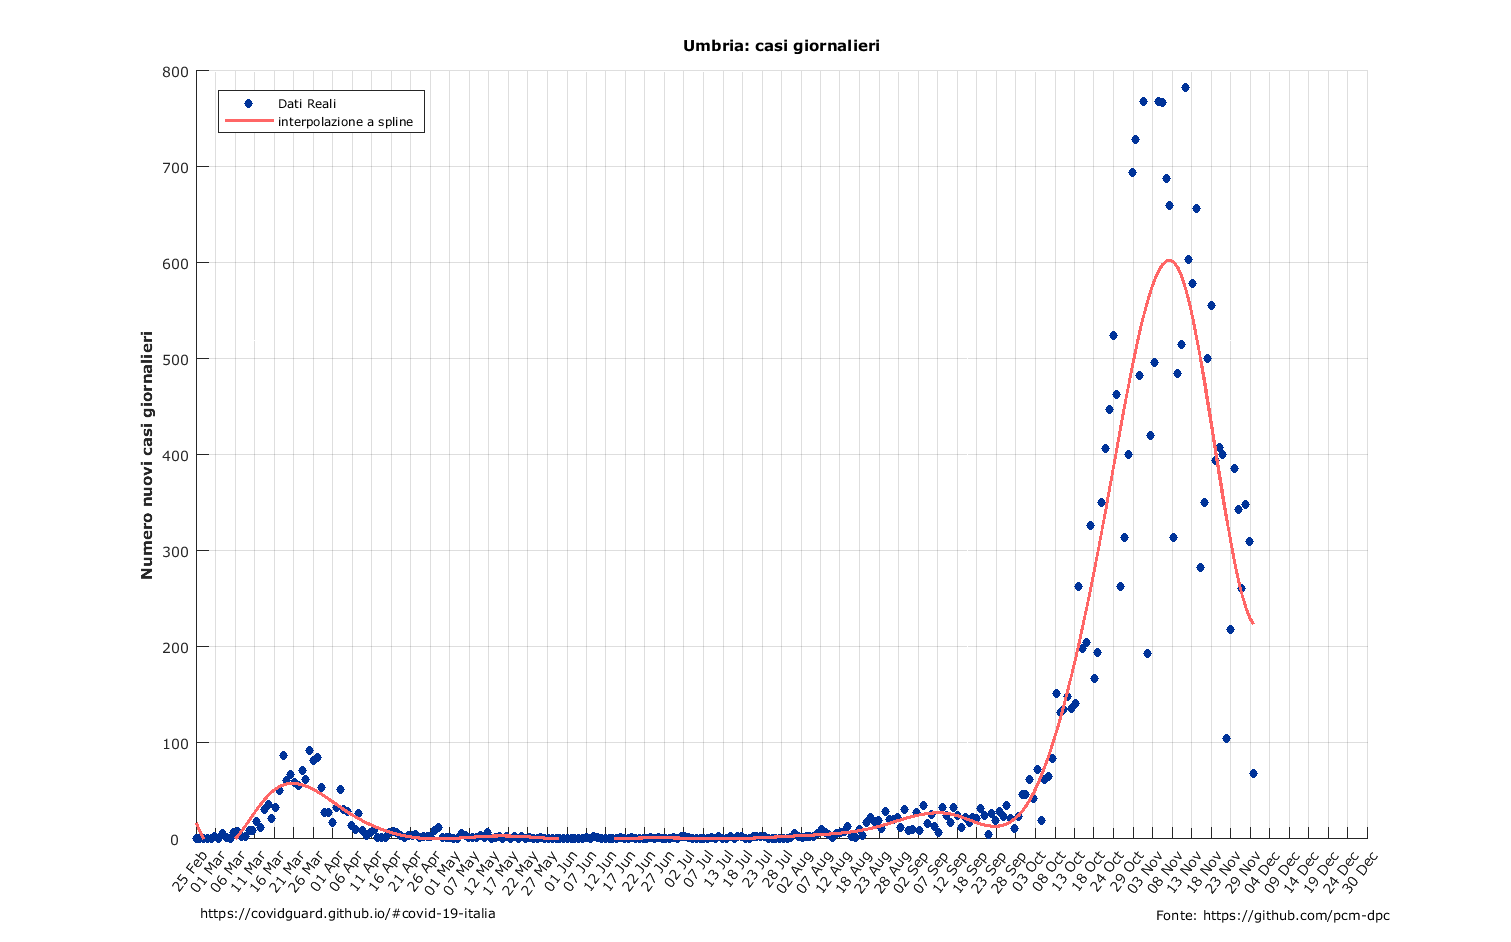 Umbria: casi giornalieri
Dati Reali
interpolazione a spline
Numero nuovi casi giornalieri
800
700
600
500
400
300
200
100
0
25 Feb
01 Mar
06 Mar
11 Mar
16 Mar
21 Mar
26 Mar
01 Apr
06 Apr
11 Apr
16 Apr
21 Apr
26 Apr
01 May
07 May
12 May
17 May
22 May
27 May
01 Jun
07 Jun
12 Jun
17 Jun
22 Jun
27 Jun
02 Jul
07 Jul
13 Jul
18 Jul
23 Jul
28 Jul
02 Aug
07 Aug
12 Aug
18 Aug
23 Aug
28 Aug
02 Sep
07 Sep
12 Sep
18 Sep
23 Sep
28 Sep
03 Oct
08 Oct
13 Oct
18 Oct
24 Oct
29 Oct
03 Nov
08 Nov
13 Nov
18 Nov
23 Nov
29 Nov
04 Dec
09 Dec
14 Dec
19 Dec
24 Dec
30 Dec
https://covidguard.github.io/#covid-19-italia
Fonte: https://github.com/pcm-dpc